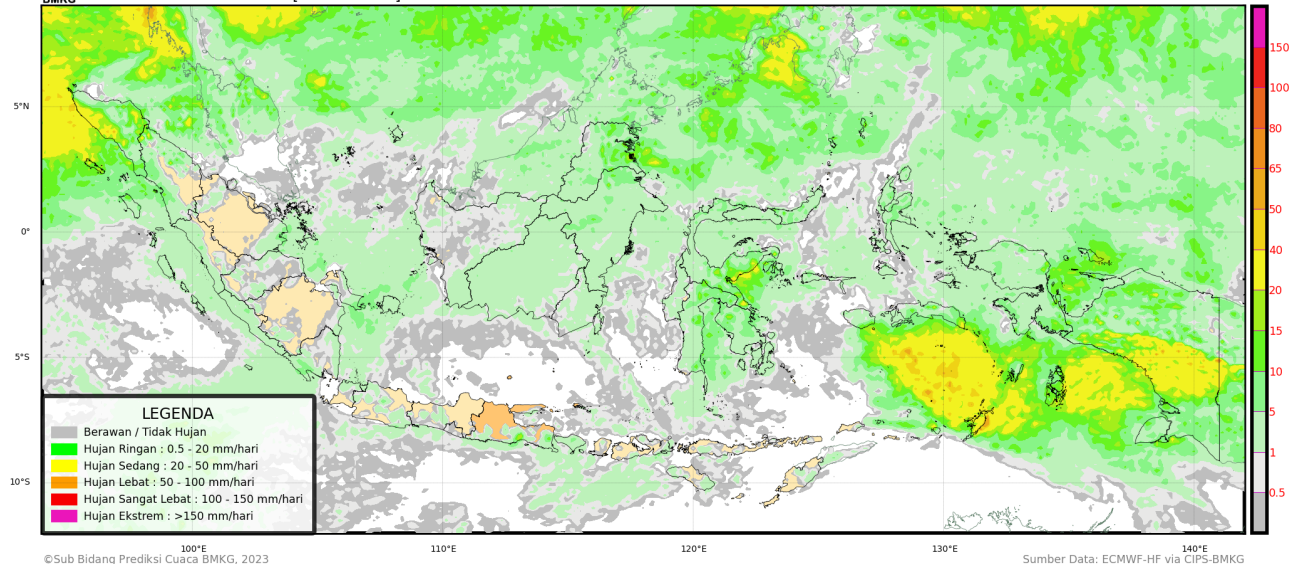 BMKG
5°N
0°
5°S
10°S
100°E
110°E
120°E
130°E
140°E
150
100
80
65
50
40
20
15
10
5
1
0.5
LEGENDA
Berawan / Tidak Hujan
Hujan Ringan : 0.5 - 20 mm/hari
Hujan Sedang : 20 - 50 mm/hari
Hujan Lebat : 50 - 100 mm/hari
Hujan Sangat Lebat : 100 - 150 mm/hari
Hujan Ekstrem : >150 mm/hari
©Sub Bidang Prediksi Cuaca BMKG, 2023
Sumber Data: ECMWF-HF via CIPS-BMKG